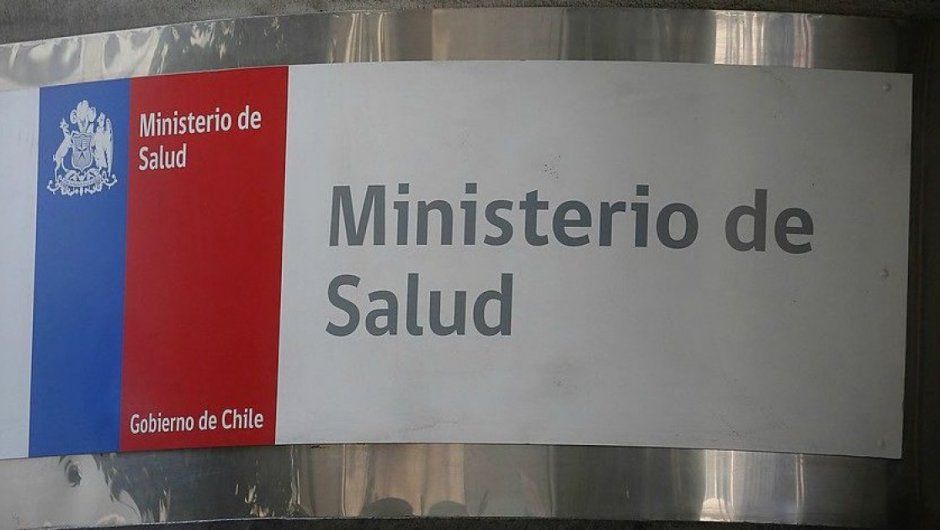 Ministerio de
Salud
Gobierno de Chile
Ministerio de
Salud